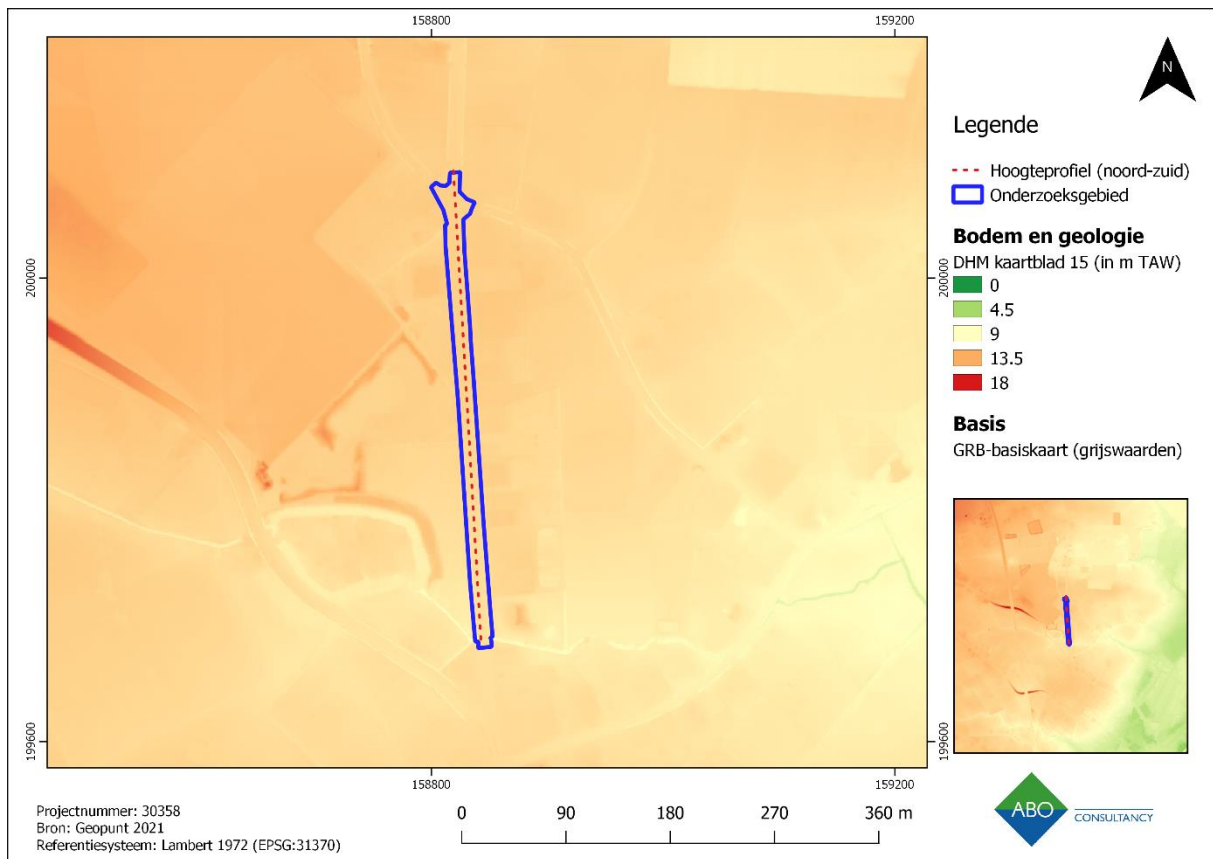 158800
159200
N
Legende
Hoogteprofiel (noord-zuid)
Onderzoeksgebied
Bodem en geologie
DHM kaartblad 15 (in m TAW)
0
4.5
9
13.5
18
Basis
GRB-basiskaart (grijswaarden)
200000
200000
199600
199600
158800
159200
Projectnummer: 30358
Bron: Geopunt 2021
Referentiesysteem: Lambert 1972 (EPSG:31370)
0 90 180 270 360 m
ABO
CONSULTANCY